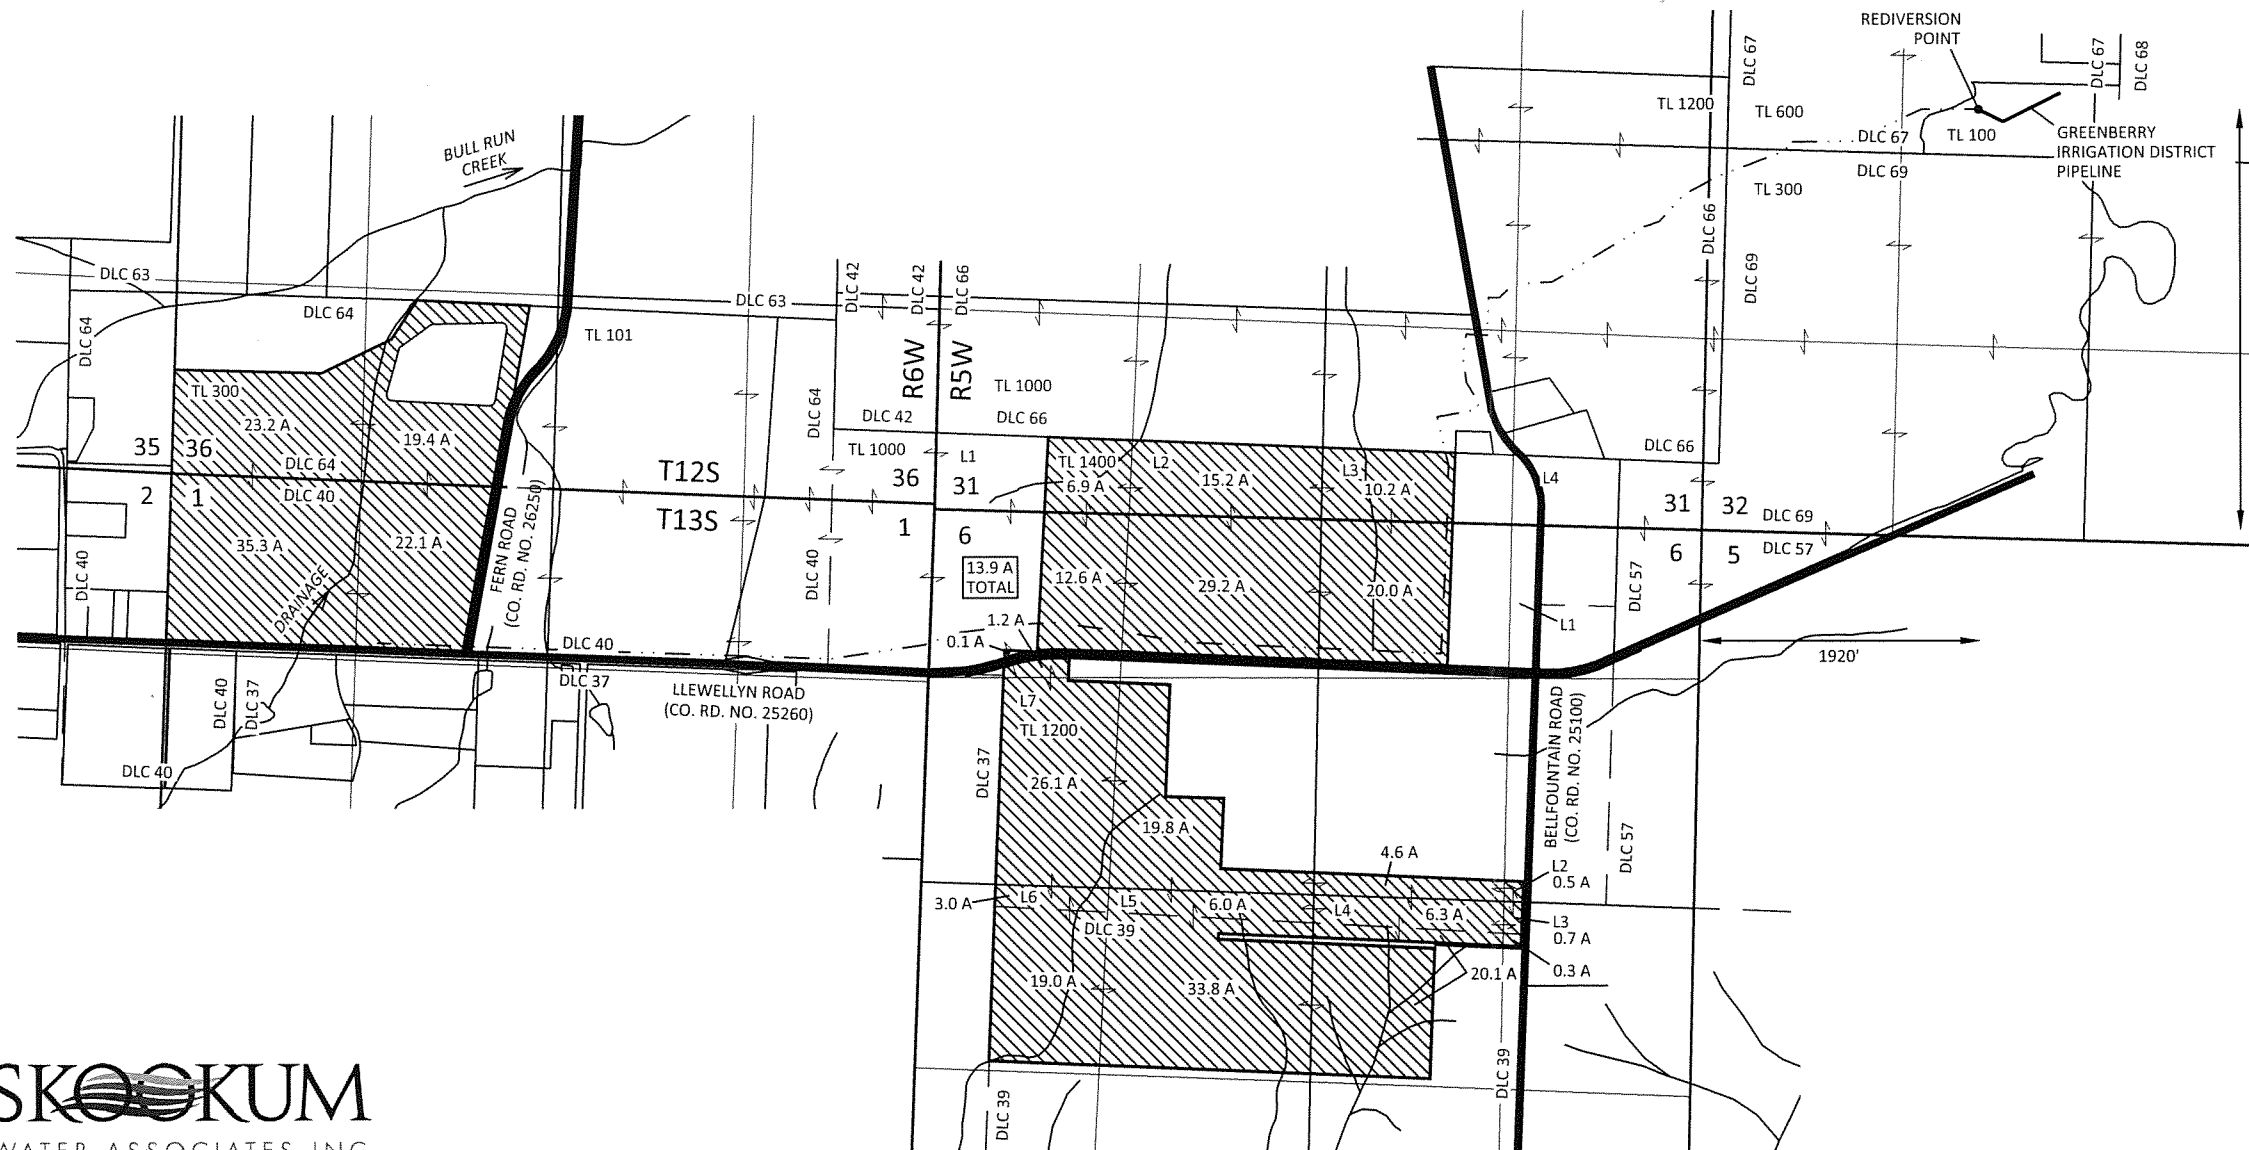 REDIVERSION
POINT
DLC 67
DLC 67
DLC 68
TL 1200
TL 600
DLC 67
TL 100
GREENBERRY
IRRIGATION DISTRICT
PIPELINE
DLC 69
TL 300
BULL RUN
CREEK
DLC 66
DLC 69
DLC 63
DLC 64
DLC 64
DLC 63
DLC 42
DLC 42
DLC 66
TL 101
R6W
R5W
TL 1000
TL 300
23.2 A
19.4 A
DLC 64
DLC 42
DLC 66
DLC 66
35
36
DLC 64
DLC 40
T12S
TL 1000
36
L1
31
TL 1400
6.9 A
L2
15.2 A
L3
10.2 A
L4
31
32
DLC 69
2
1
T13S
1
6
6
5
DLC 57
35.3 A
22.1 A
FERN ROAD
(CO. RD. NO. 26250)
DLC 40
DLC 40
13.9 A
TOTAL
12.6 A
29.2 A
20.0 A
DLC 57
L1
DRAINAGE
DLC 40
1.2 A
0.1 A
1920'
DLC 40
DLC 37
DLC 37
LLEWELLYN ROAD
(CO. RD. NO. 25260)
L7
TL 1200
DLC 40
DLC 37
26.1 A
BELLFOUNTAIN ROAD
(CO. RD. NO. 25100)
19.8 A
4.6 A
DLC 57
L2
0.5 A
3.0 A
L6
L5
6.0 A
L4
6.3 A
L3
0.7 A
DLC 39
0.3 A
19.0 A
33.8 A
20.1 A
DLC 39
DLC 39
SKOOKUM
WATER ASSOCIATES INC